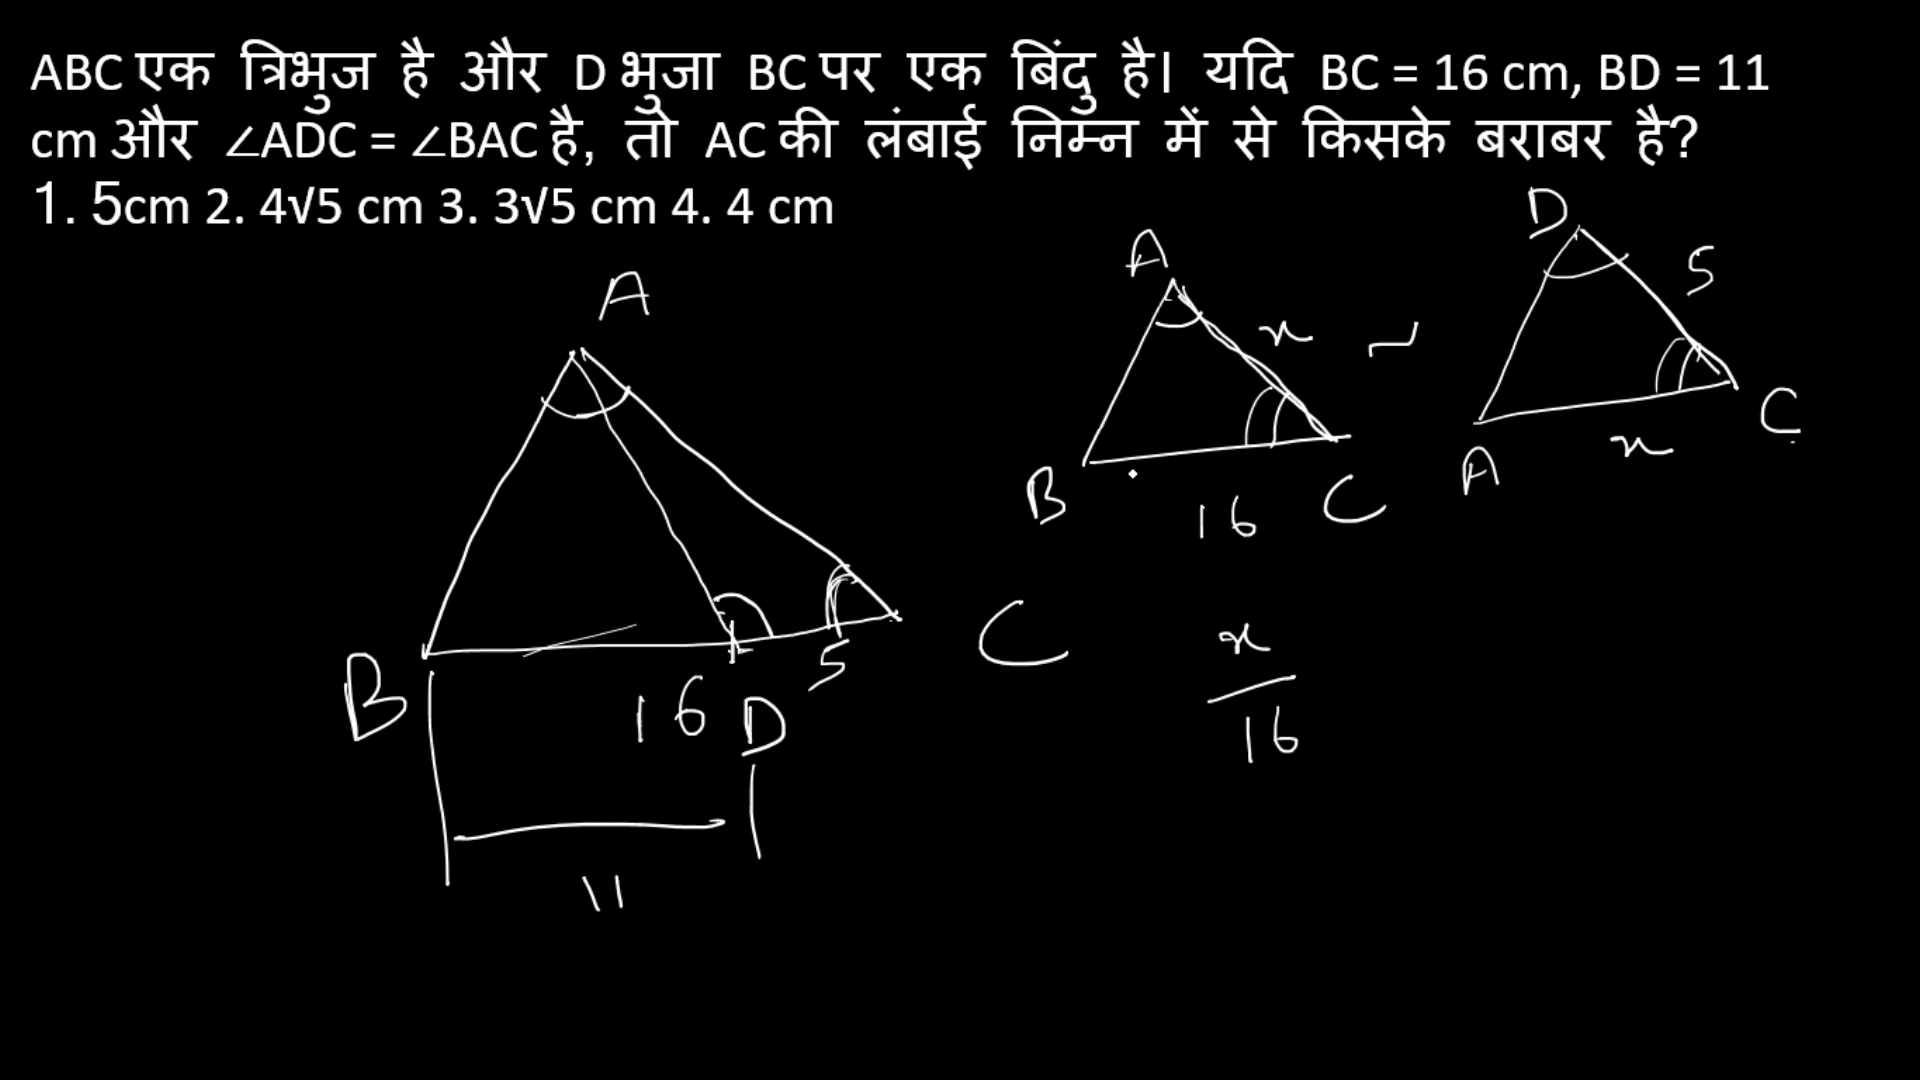 ABC एक त्रिभुज है और D भुजा BC पर एक बिंदु है। यदि BC = 16 cm, BD = 11
cm और ∠ADC = ∠BAC है, तो AC की लंबाई निम्न में से किसके बराबर है?
1. 5cm 2. 4√5 cm 3. 3√5 cm 4. 4 cm
D
A
5
A
x
~
C
x
A
B
16
C
B
5
C
16
D
11
x
16